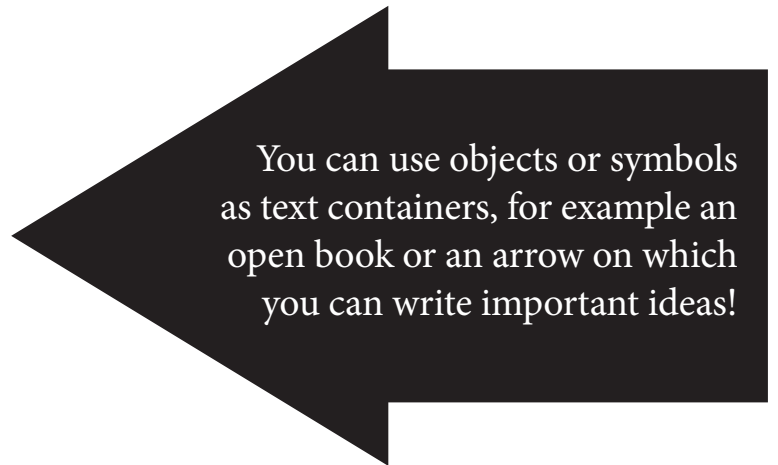 You can use objects or symbols
as text containers, for example an
open book or an arrow on which
you can write important ideas!